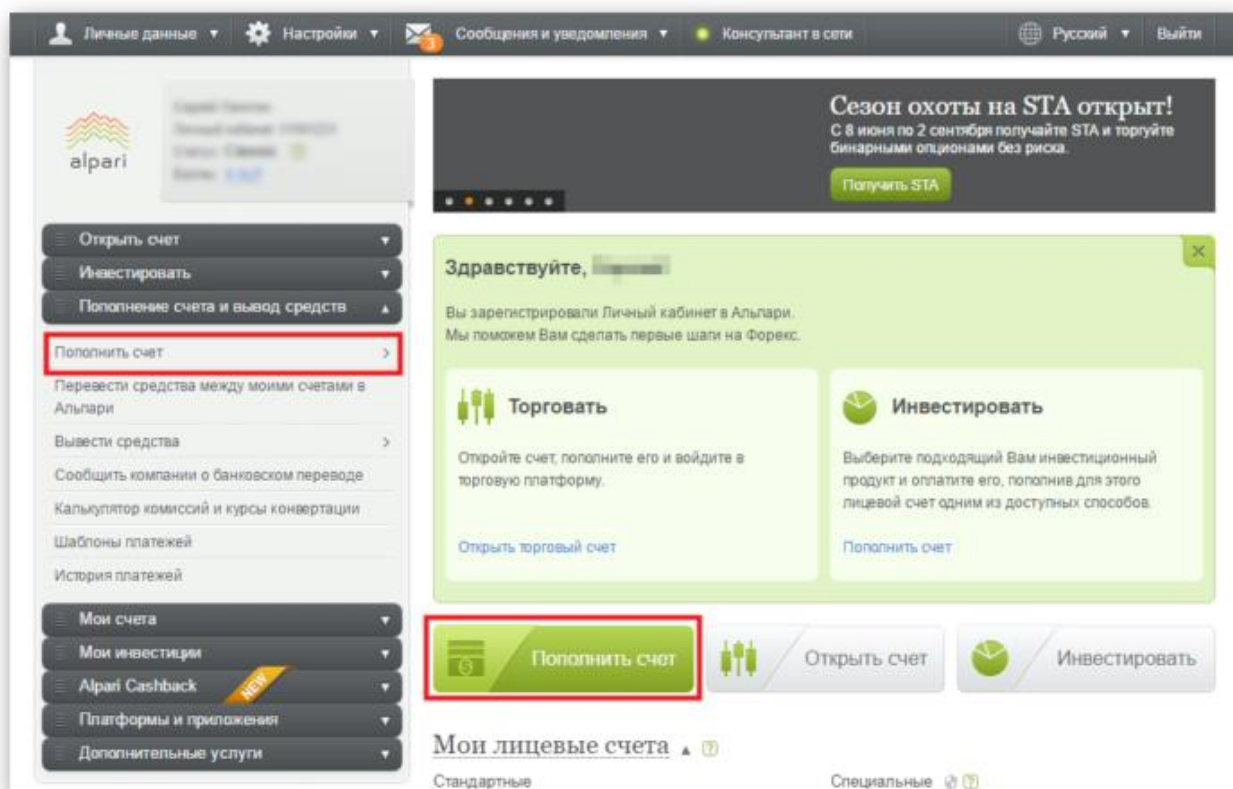 Личные данные
Настройки
3
Сообщения и уведомления
Консультант в сети
Русский
Выйти
alpari
Сезон охоты на STA открыт!
С 8 июня по 2 сентября получайте STA и торгуйте
бинарными опционами без риска.
Получить STA
Открыть счет
Инвестировать
Пополнение счета и вывод средств
Пополнить счет
Перевести средства между моими счетами в
Альпари
Вывести средства
Сообщить компании о банковском переводе
Калькулятор комиссий и курсы конвертации
Шаблоны платежей
История платежей
Мои счета
Мои инвестиции
Alpari Cashback
NEW
Платформы и приложения
Дополнительные услуги
Здравствуйте,
Вы зарегистрировали Личный кабинет в Альпари.
Мы поможем Вам сделать первые шаги на Форекс.
Торговать
Откройте счет, пополните его и войдите в
торговую платформу.
Открыть торговый счет
Инвестировать
Выберите подходящий Вам инвестиционный
продукт и оплатите его, пополнив для этого
лицевой счет одним из доступных способов.
Пополнить счет
Пополнить счет
Открыть счет
Инвестировать
Мои лицевые счета
Стандартные
Специальные